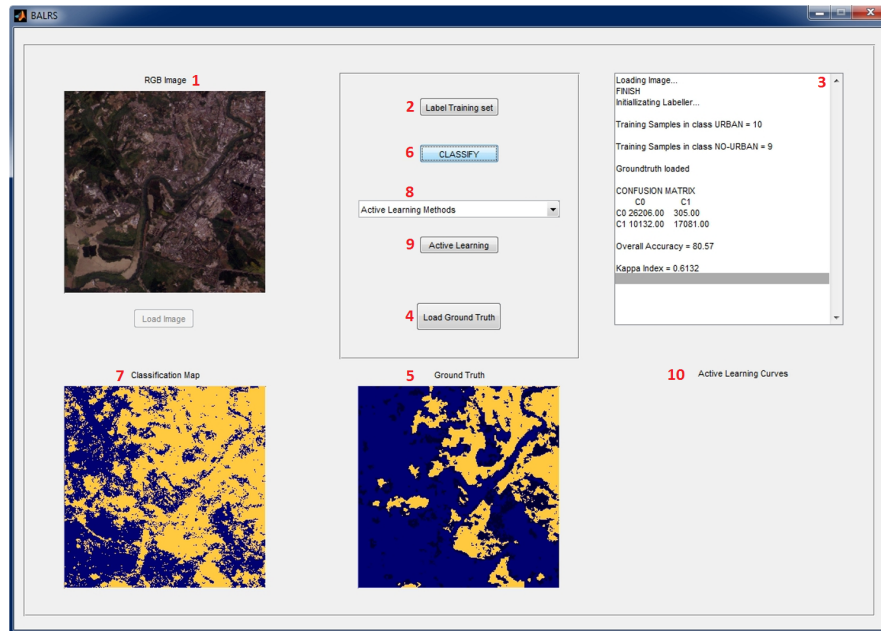 BALRS
RGB Image 1
Load Image
2 Label Training set
6 CLASSIFY
8
Active Learning Methods
9 Active Learning
4 Load Ground Truth
3
Loading Image...
FINISH
Initiallizating Labeller...
Training Samples in class URBAN = 10
Training Samples in class NO-URBAN = 9
Groundtruth loaded
CONFUSION MATRIX
C0 C1
C0 26206.00 305.00
C1 10132.00 17081.00
Overall Accuracy = 80.57
Kappa Index = 0.6132
7 Classification Map
5 Ground Truth
10 Active Learning Curves